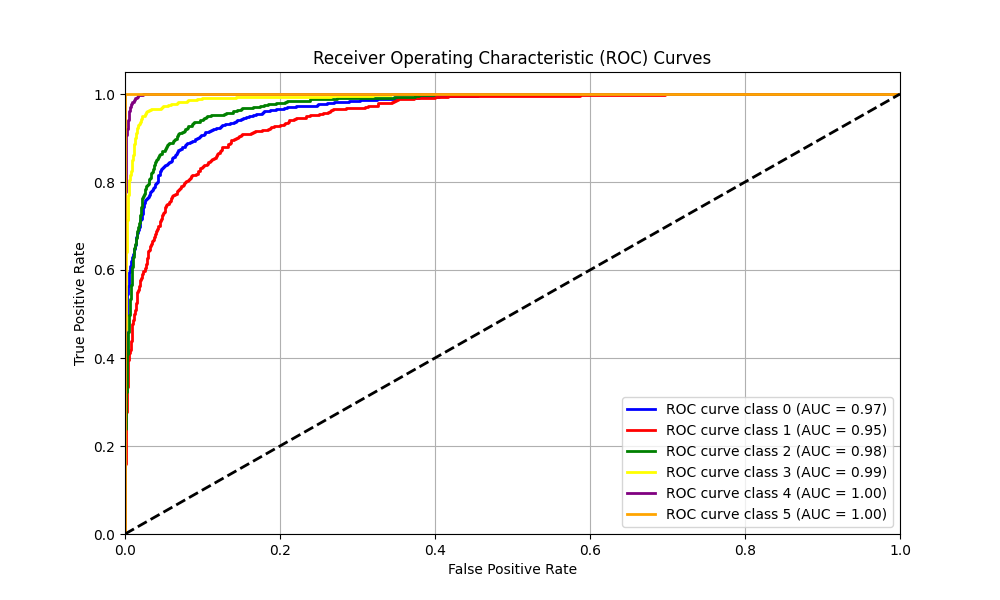 Receiver Operating Characteristic (ROC) Curves
True Positive Rate
1.0
0.8
0.6
0.4
0.2
0.0
ROC curve class 0 (AUC = 0.97)
ROC curve class 1 (AUC = 0.95)
ROC curve class 2 (AUC = 0.98)
ROC curve class 3 (AUC = 0.99)
ROC curve class 4 (AUC = 1.00)
ROC curve class 5 (AUC = 1.00)
0.0 0.2 0.4 0.6 0.8 1.0
False Positive Rate